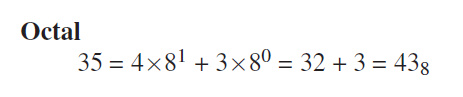 Octal
35 = 4×8¹ + 3×8⁰ = 32 + 3 = 43₈